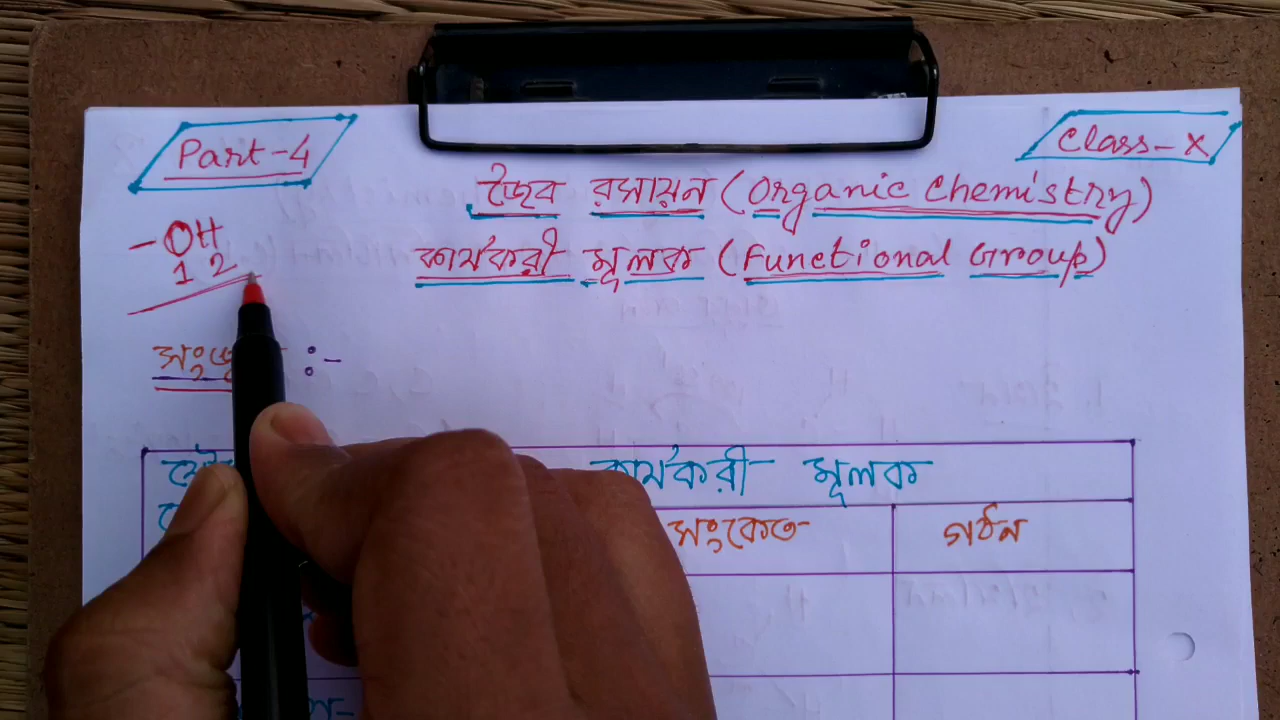 Part-4
Class-X
জৈব রসায়ন (Organic Chemistry)
-OH
কার্যকরী মূলক (Functional Group)
1 2
:-
কার্যকরী মূলক
সংকেত
গঠন